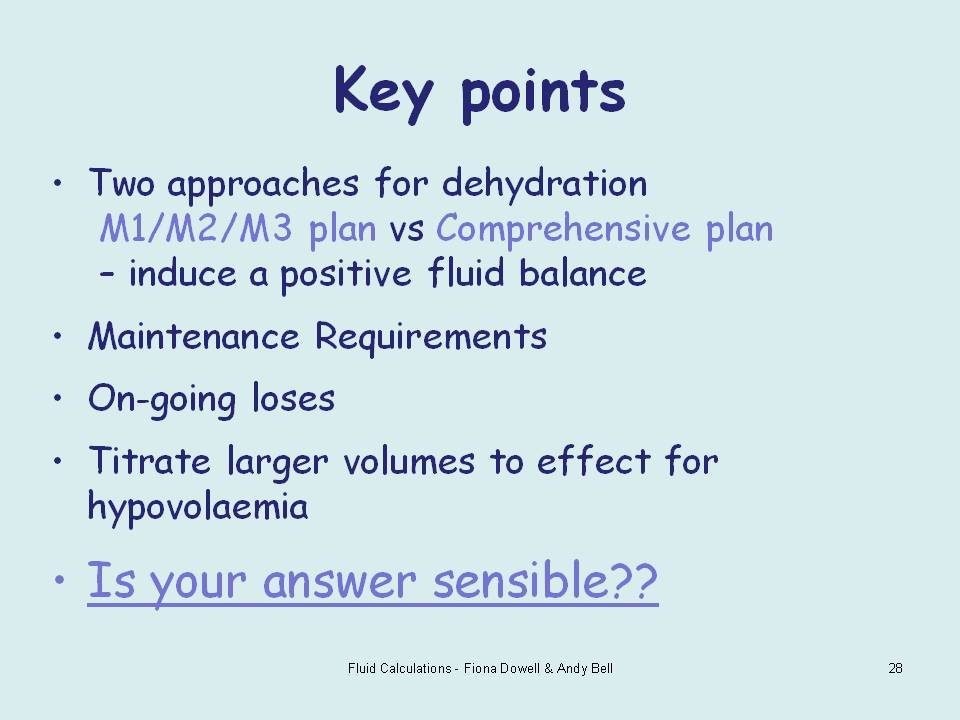 Key points
• Two approaches for dehydration
M1/M2/M3 plan vs Comprehensive plan
– induce a positive fluid balance
• Maintenance Requirements
• On-going loses
• Titrate larger volumes to effect for
hypovolaemia
• Is your answer sensible??
Fluid Calculations - Fiona Dowell & Andy Bell
28